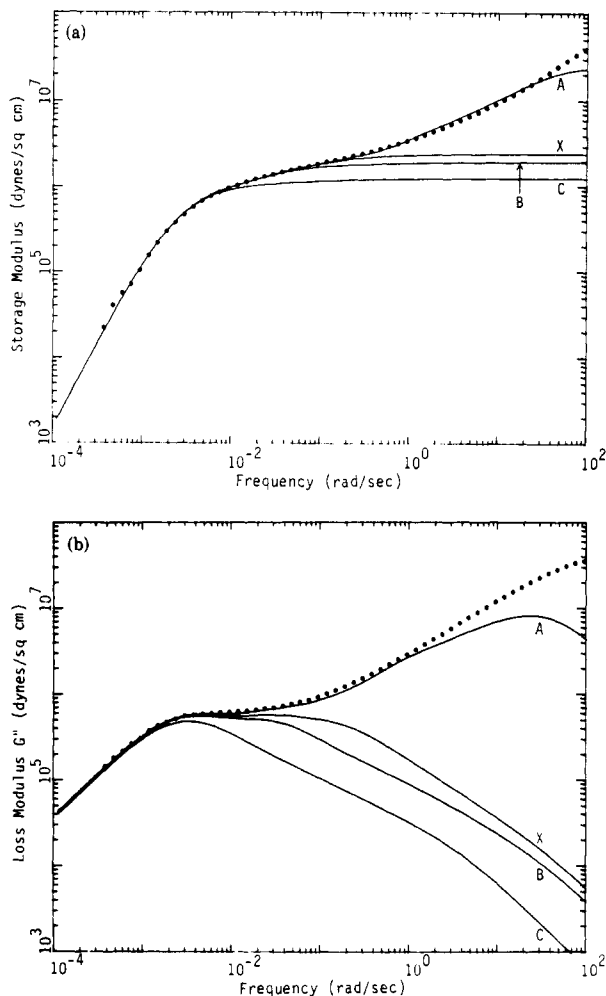 (a)
10^7
10^5
10^3
Storage Modulus (dynes/sq cm)
A
X
B
C
10^-4
10^-2
10^0
10^2
Frequency (rad/sec)
(b)
10^7
10^5
10^3
Loss Modulus G" (dynes/sq cm)
A
X
B
C
10^-4
10^-2
10^0
10^2
Frequency (rad/sec)